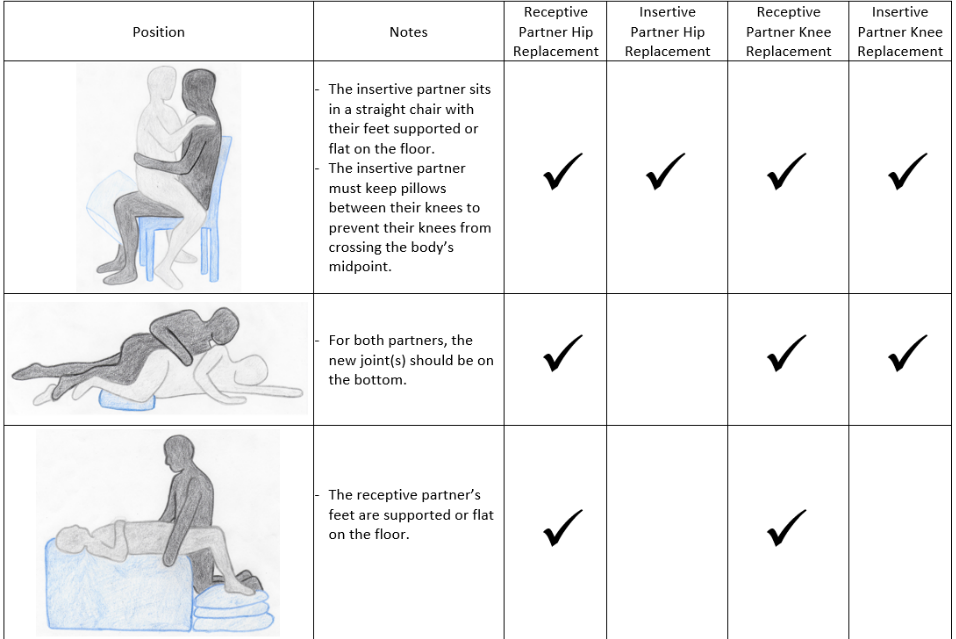 Position
Notes
Receptive
Partner Hip
Replacement
Insertive
Partner Hip
Replacement
Receptive
Partner Knee
Replacement
Insertive
Partner Knee
Replacement
- The insertive partner sits
in a straight chair with
their feet supported or
flat on the floor.
- The insertive partner
must keep pillows
between their knees to
prevent their knees from
crossing the body’s
midpoint.
✓ ✓ ✓ ✓
- For both partners, the
new joint(s) should be on
the bottom.
✓ ✓ ✓
- The receptive partner’s
feet are supported or flat
on the floor.
✓ ✓